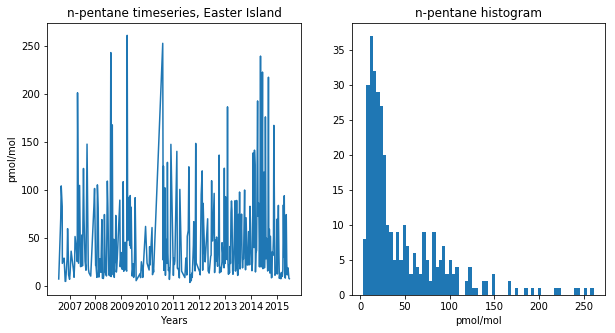 n-pentane timeseries, Easter Island
250
200
150
100
50
0
pmol/mol
2007 2008 2009 2010 2011 2012 2013 2014 2015
Years
n-pentane histogram
35
30
25
20
15
10
5
0
0 50 100 150 200 250
pmol/mol